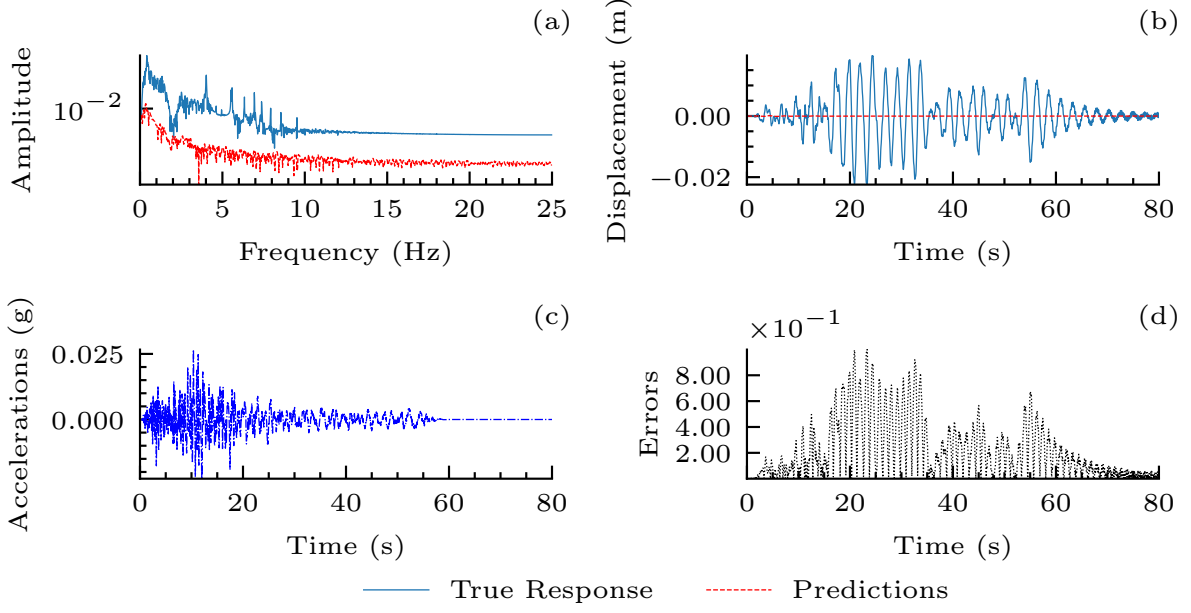 (a)
Amplitude
10⁻²
0 5 10 15 20 25
Frequency (Hz)
(b)
Displacement (m)
0.00
−0.02
0 20 40 60 80
Time (s)
(c)
Accelerations (g)
0.025
0.000
0 20 40 60 80
Time (s)
(d)
×10⁻¹
Errors
8.00
6.00
4.00
2.00
0 20 40 60 80
Time (s)
True Response Predictions